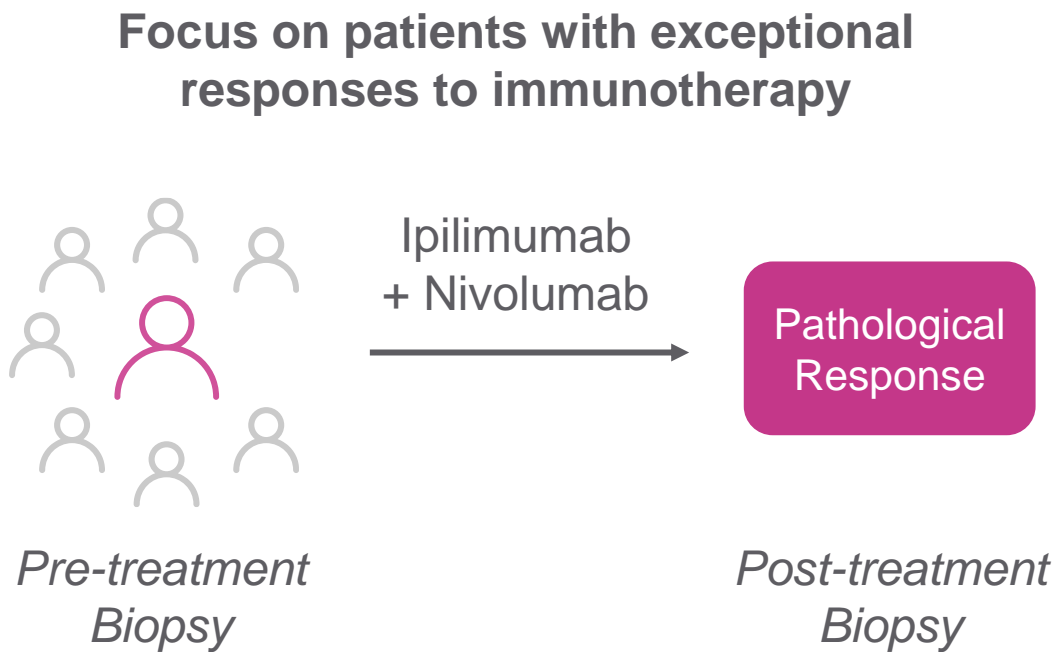 Focus on patients with exceptional
responses to immunotherapy
Ipilimumab
+ Nivolumab
Pathological
Response
Pre-treatment
Biopsy
Post-treatment
Biopsy